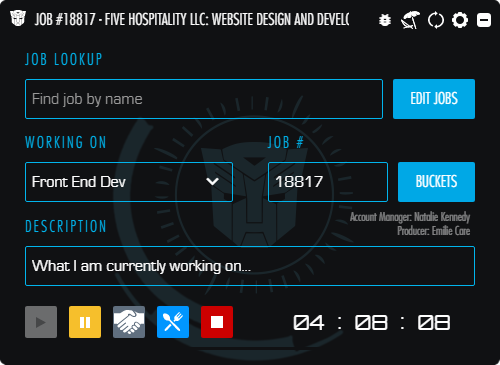 JOB #18817 - FIVE HOSPITALITY LLC: WEBSITE DESIGN AND DEVELO
JOB LOOKUP
Find job by name
EDIT JOBS
WORKING ON
JOB #
Front End Dev
18817
BUCKETS
Account Manager: Natalie Kennedy
Producer: Emilie Care
DESCRIPTION
What I am currently working on...
04 : 08 : 08